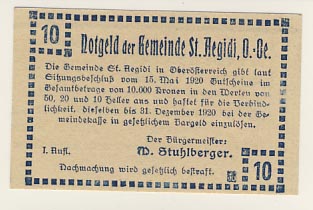 10
Notgeld der Gemeinde St. Aegidi, O.-Oe.
Die Gemeinde St. Aegidi in Oberösterreich gibt laut
Sitzungsbeschluß vom 15. Mai 1920 Gutscheine im
Gesamtbetrage von 10.000 Kronen in den Werten von
50, 20 und 10 Heller aus und haftet für die Verbind-
lichkeit, dieselben bis 31. Dezember 1920 bei der Ge-
meindekasse in gesetzlichem Bargeld einzulösen.
Der Bürgermeister:
I. Aufl.
M. Stuhlberger.
Nachmachung wird gesetzlich bestraft.
10